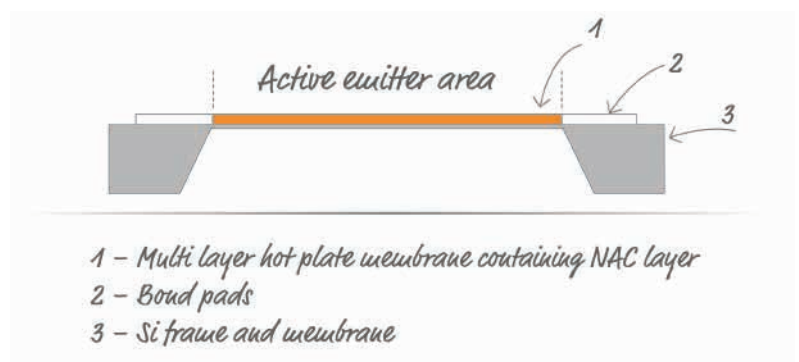 1
Active emitter area
2
3
1 – Multi layer hot plate membrane containing NAC layer
2 – Bond pads
3 – Si frame and membrane